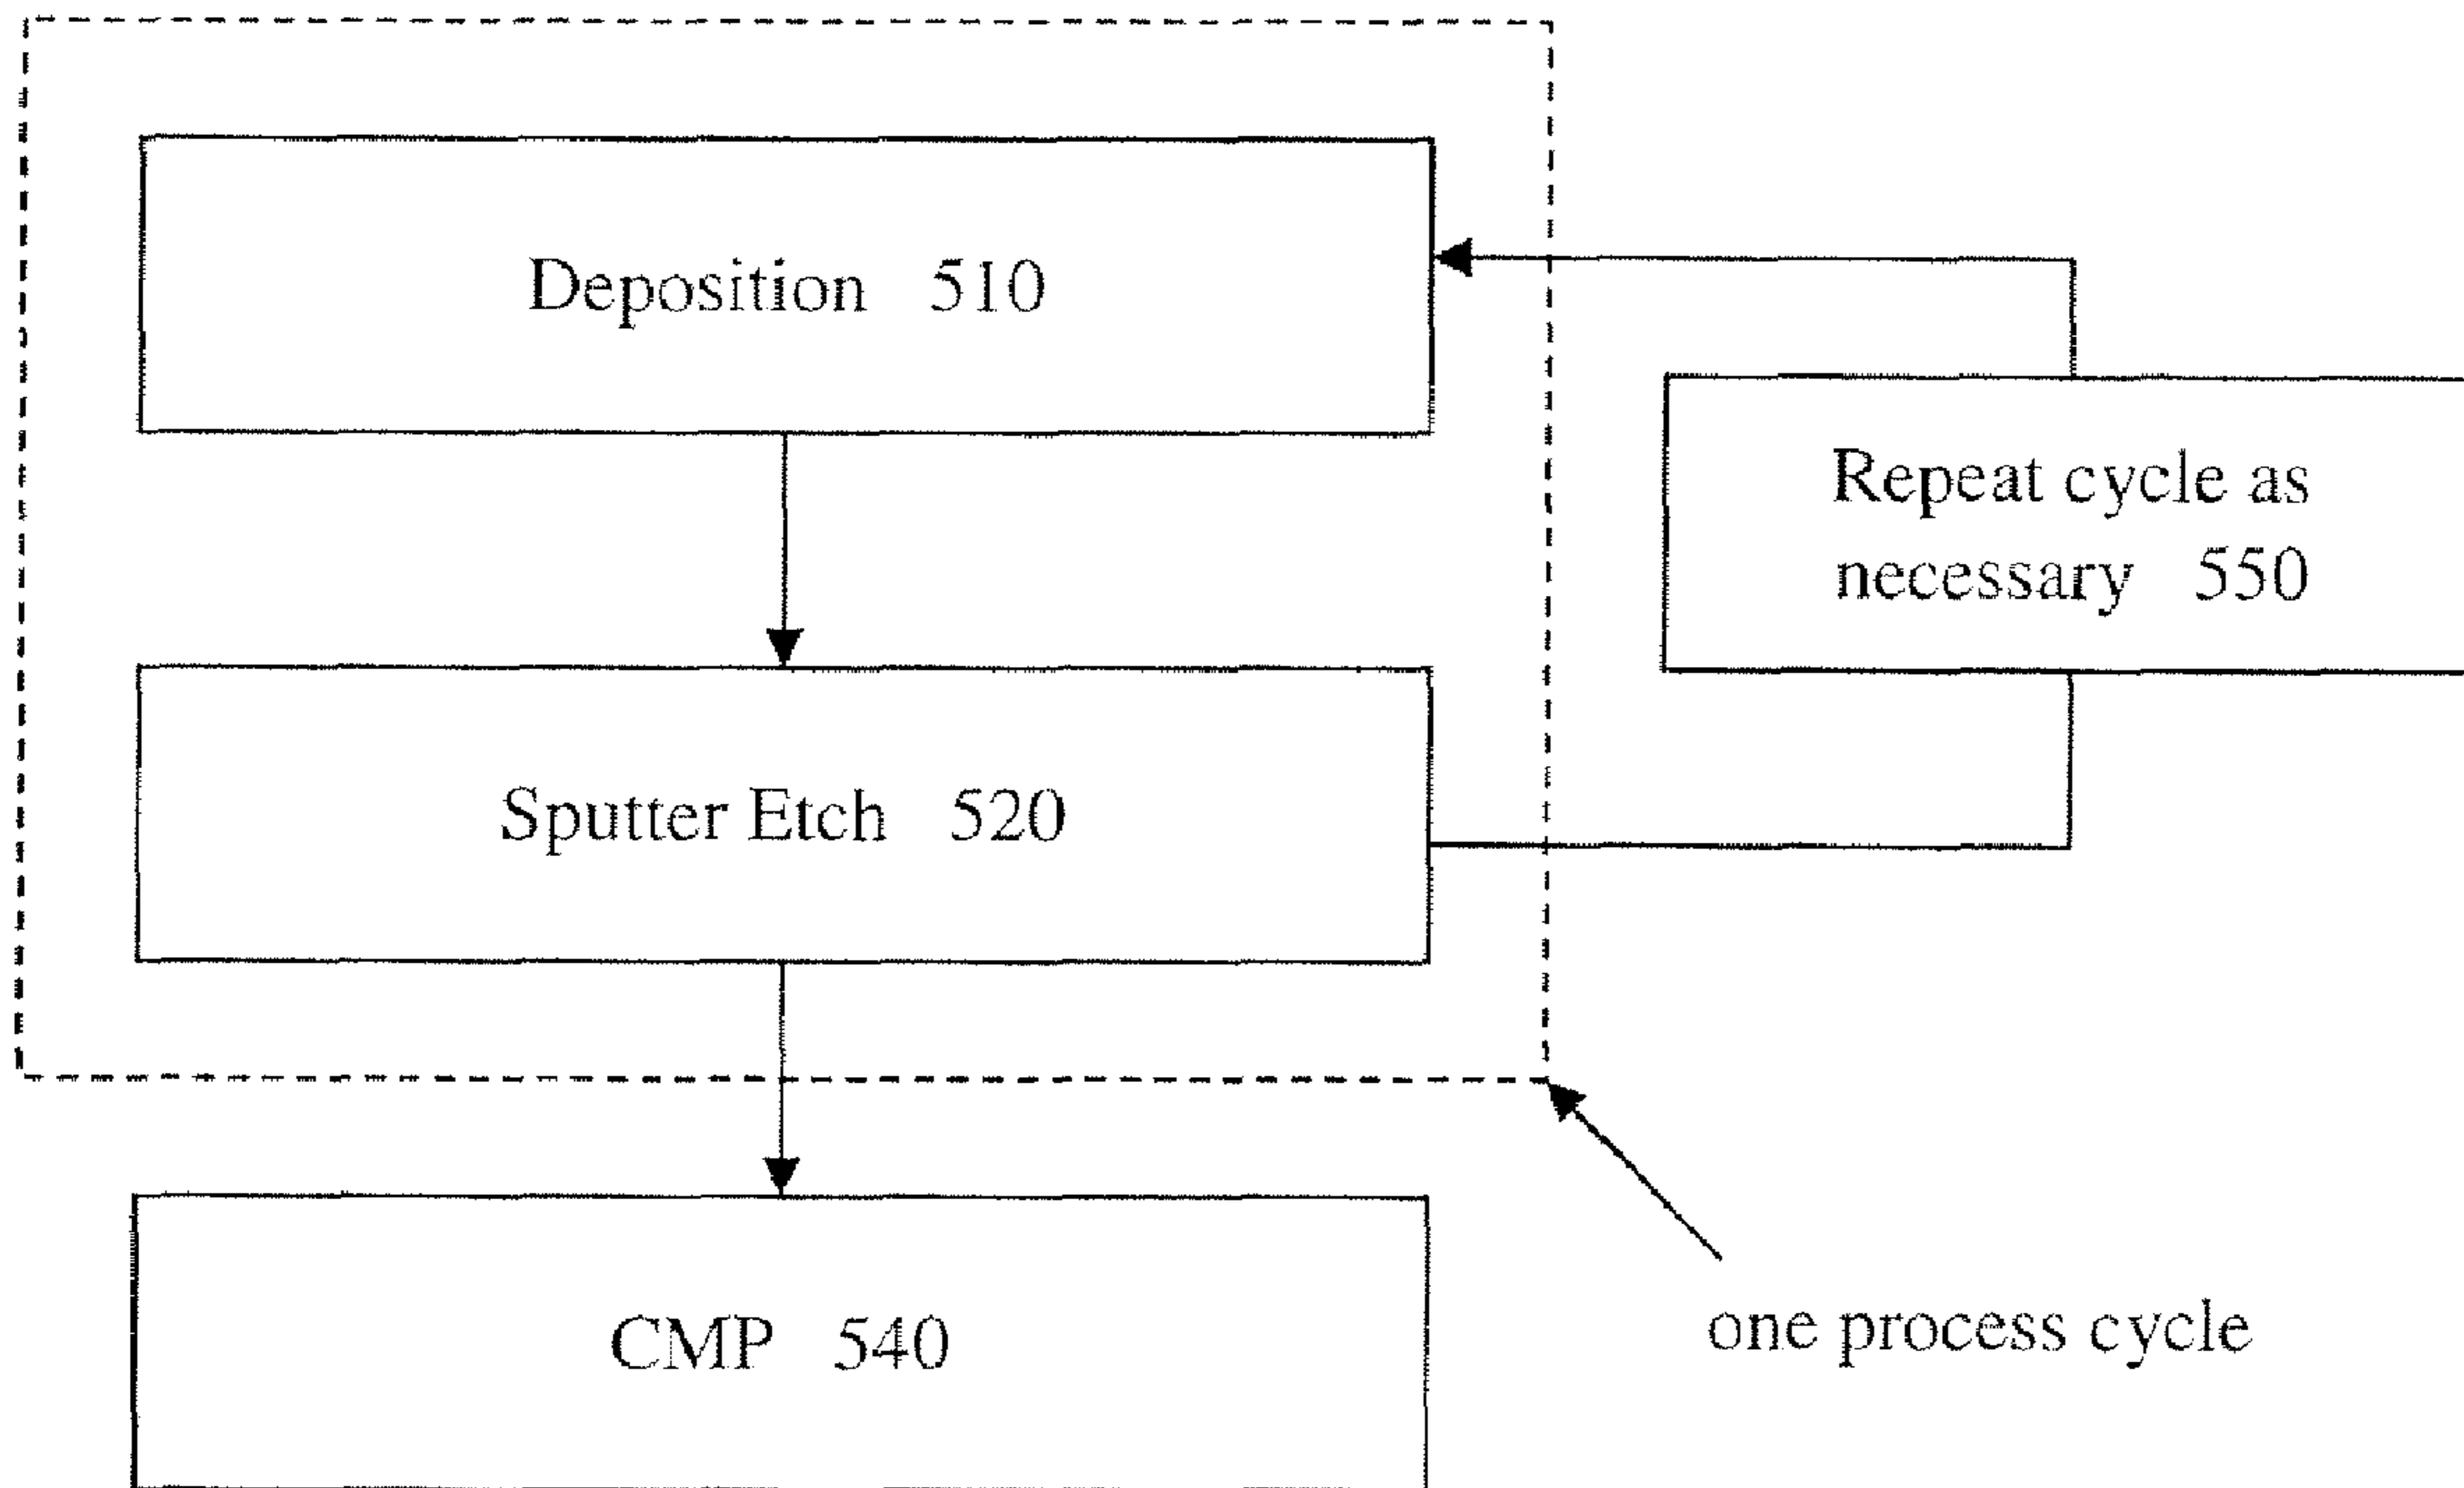 Deposition 510
Repeat cycle as
necessary 550
Sputter Etch 520
CMP 540
one process cycle